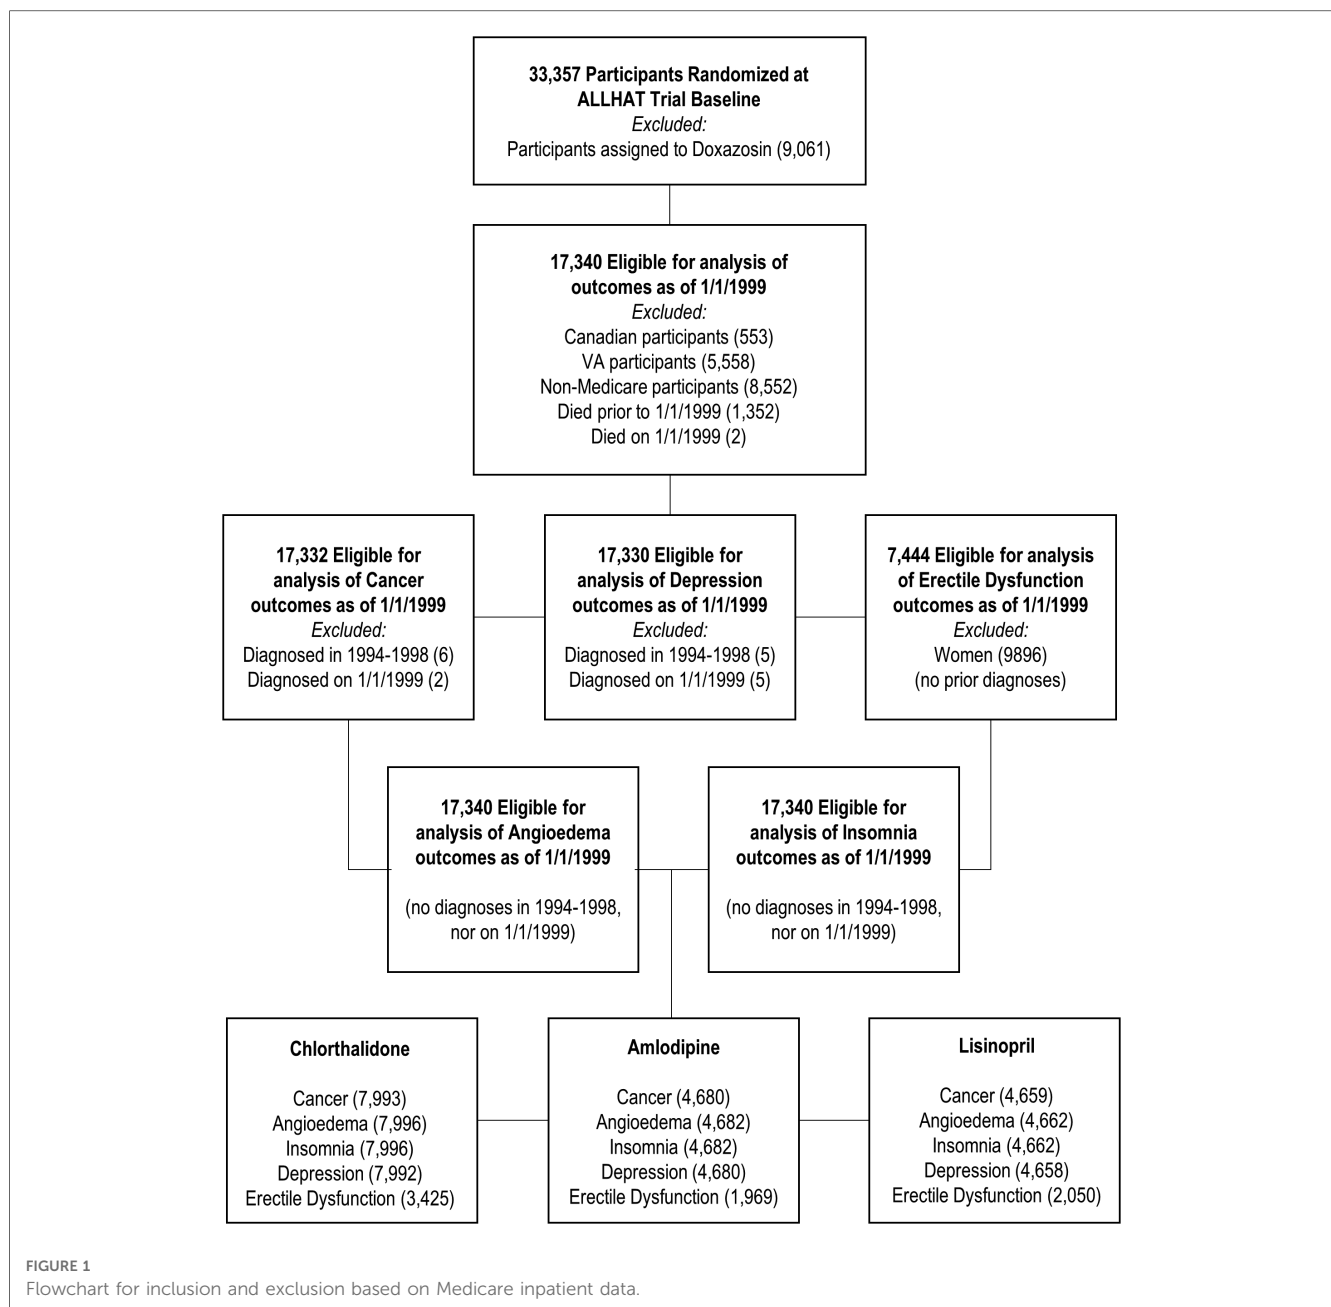 33,357 Participants Randomized at
ALLHAT Trial Baseline
Excluded:
Participants assigned to Doxazosin (9,061)
17,340 Eligible for analysis of
outcomes as of 1/1/1999
Excluded:
Canadian participants (553)
VA participants (5,558)
Non-Medicare participants (8,552)
Died prior to 1/1/1999 (1,352)
Died on 1/1/1999 (2)
17,332 Eligible for
analysis of Cancer
outcomes as of 1/1/1999
Excluded:
Diagnosed in 1994-1998 (6)
Diagnosed on 1/1/1999 (2)
17,330 Eligible for
analysis of Depression
outcomes as of 1/1/1999
Excluded:
Diagnosed in 1994-1998 (5)
Diagnosed on 1/1/1999 (5)
7,444 Eligible for analysis
of Erectile Dysfunction
outcomes as of 1/1/1999
Excluded:
Women (9896)
(no prior diagnoses)
17,340 Eligible for
analysis of Angioedema
outcomes as of 1/1/1999
(no diagnoses in 1994-1998,
nor on 1/1/1999)
17,340 Eligible for
analysis of Insomnia
outcomes as of 1/1/1999
(no diagnoses in 1994-1998,
nor on 1/1/1999)
Chlorthalidone
Cancer (7,993)
Angioedema (7,996)
Insomnia (7,996)
Depression (7,992)
Erectile Dysfunction (3,425)
Amlodipine
Cancer (4,680)
Angioedema (4,682)
Insomnia (4,682)
Depression (4,680)
Erectile Dysfunction (1,969)
Lisinopril
Cancer (4,659)
Angioedema (4,662)
Insomnia (4,662)
Depression (4,658)
Erectile Dysfunction (2,050)
FIGURE 1
Flowchart for inclusion and exclusion based on Medicare inpatient data.